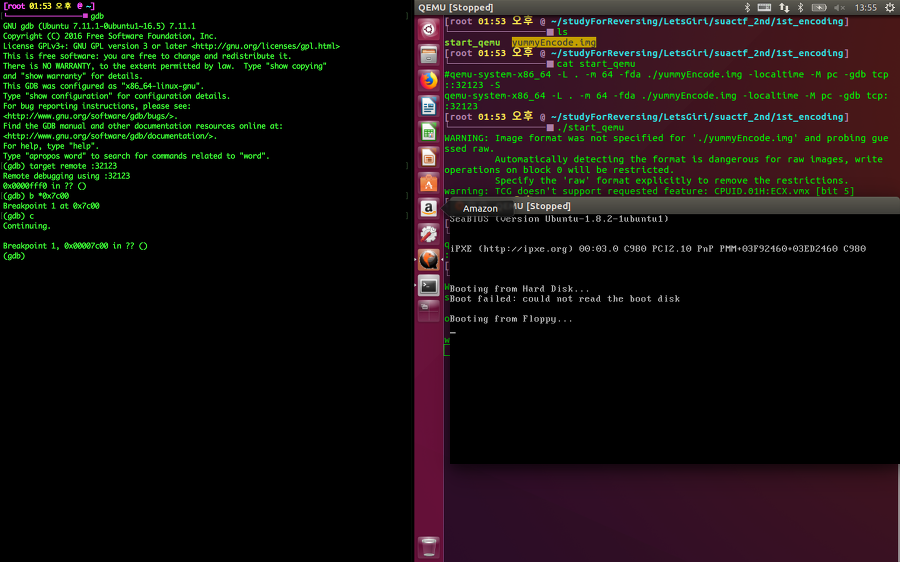 [root 01:53 오후 @ ~]
gdb
GNU gdb (Ubuntu 7.11.1-0ubuntu1~16.5) 7.11.1
Copyright (C) 2016 Free Software Foundation, Inc.
License GPLv3+: GNU GPL version 3 or later <http://gnu.org/licenses/gpl.html>
This is free software: you are free to change and redistribute it.
There is NO WARRANTY, to the extent permitted by law.  Type "show copying"
and "show warranty" for details.
This GDB was configured as "x86_64-linux-gnu".
Type "show configuration" for configuration details.
For bug reporting instructions, please see:
<http://www.gnu.org/software/gdb/bugs/>.
Find the GDB manual and other documentation resources online at:
<http://www.gnu.org/software/gdb/documentation/>.
For help, type "help".
Type "apropos word" to search for commands related to "word".
(gdb) target remote :32123
Remote debugging using :32123
0x0000fff0 in ?? ()
(gdb) b *0x7c00
Breakpoint 1 at 0x7c00
(gdb) c
Continuing.
Breakpoint 1, 0x00007c00 in ?? ()
(gdb)
QEMU [Stopped]
13:55
[root 01:53 오후 @ ~/studyForReversing/LetsGiri/suactf_2nd/1st_encoding]
ls
start_qemu  yummyEncode.img
[root 01:53 오후 @ ~/studyForReversing/LetsGiri/suactf_2nd/1st_encoding]
cat start_qemu
#qemu-system-x86_64 -L . -m 64 -fda ./yummyEncode.img -localtime -M pc -gdb tcp
::32123 -S
qemu-system-x86_64 -L . -m 64 -fda ./yummyEncode.img -localtime -M pc -gdb tcp:
:32123
[root 01:53 오후 @ ~/studyForReversing/LetsGiri/suactf_2nd/1st_encoding]
./start_qemu
WARNING: Image format was not specified for './yummyEncode.img' and probing gue
ssed raw.
Automatically detecting the format is dangerous for raw images, write
operations on block 0 will be restricted.
Specify the 'raw' format explicitly to remove the restrictions.
warning: TCG doesn't support requested feature: CPUID.01H:ECX.vmx [bit 5]
Amazon
MU [Stopped]
SeaBIOS (version Ubuntu-1.8.2-1ubuntu1)
iPXE (http://ipxe.org) 00:03.0 C980 PCI2.10 PnP PMM+03F92460+03ED2460 C980
Booting from Hard Disk...
Boot failed: could not read the boot disk
Booting from Floppy...